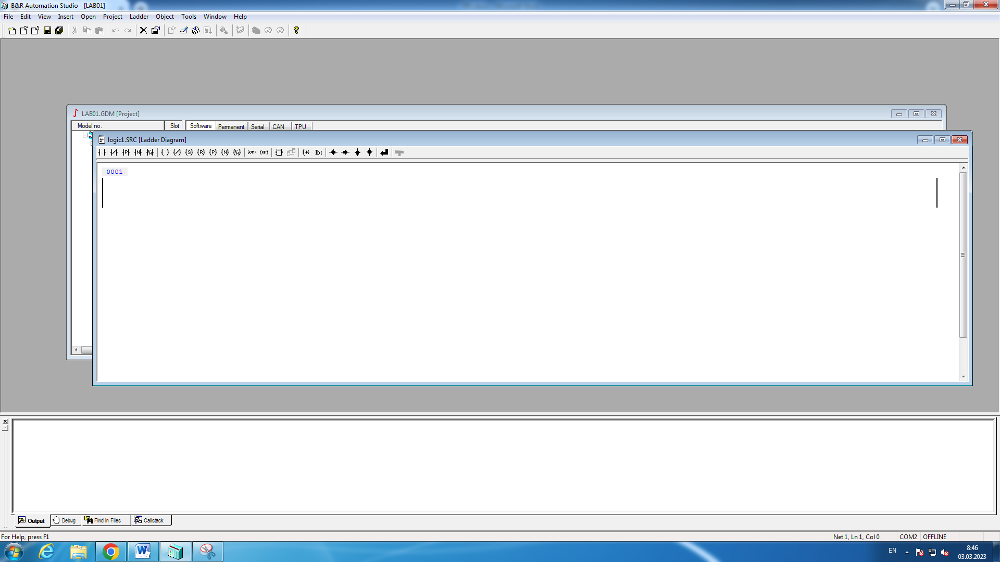 B&R Automation Studio - [LAB01]
File Edit View Insert Open Project Ladder Object Tools Window Help
LAB01.GDM [Project]
Model no. Slot Software Permanent Serial CAN TPU
logic1.SRC [Ladder Diagram]
(S) (R) (P) (N) lb:
0001
Output Debug Find in Files Callstack
For Help, press F1 Net 1, Ln 1, Col 0 COM2 OFFLINE
EN 8:46
03.03.2023